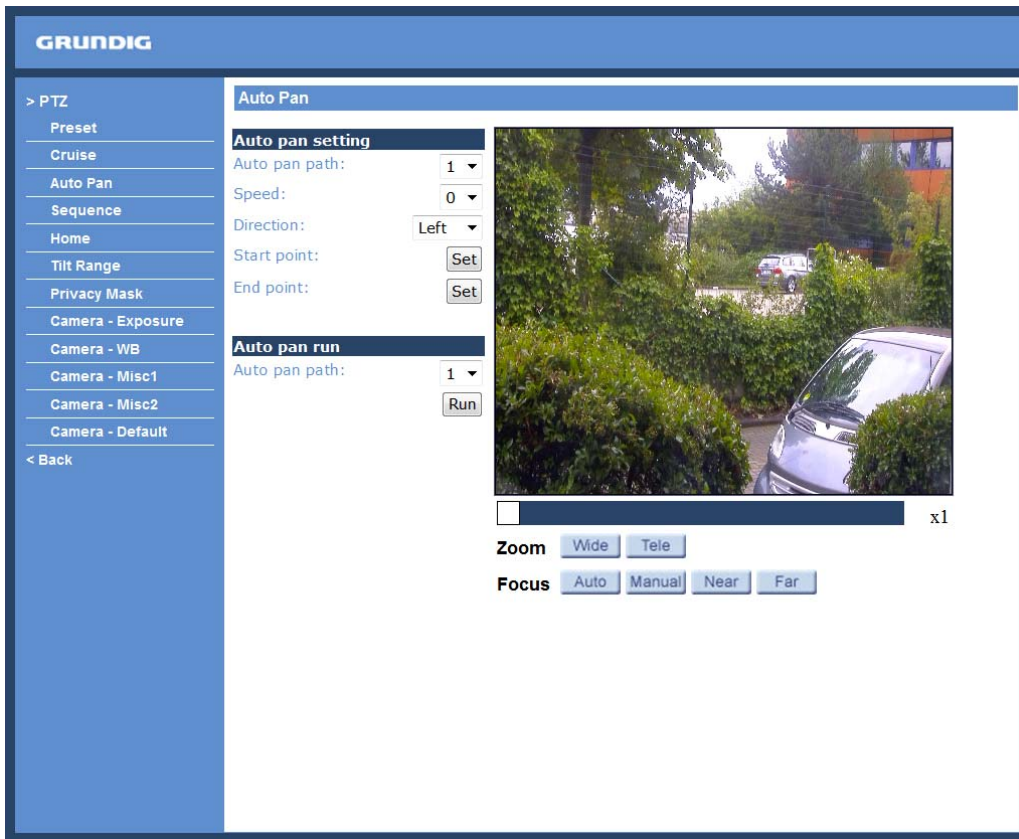 GRUNDIG
> PTZ
Preset
Cruise
Auto Pan
Sequence
Home
Tilt Range
Privacy Mask
Camera - Exposure
Camera - WB
Camera - Misc1
Camera - Misc2
Camera - Default
< Back
Auto Pan
Auto pan setting
Auto pan path: 1
Speed: 0
Direction: Left
Start point: Set
End point: Set
Auto pan run
Auto pan path: 1
Run
x1
Zoom Wide Tele
Focus Auto Manual Near Far